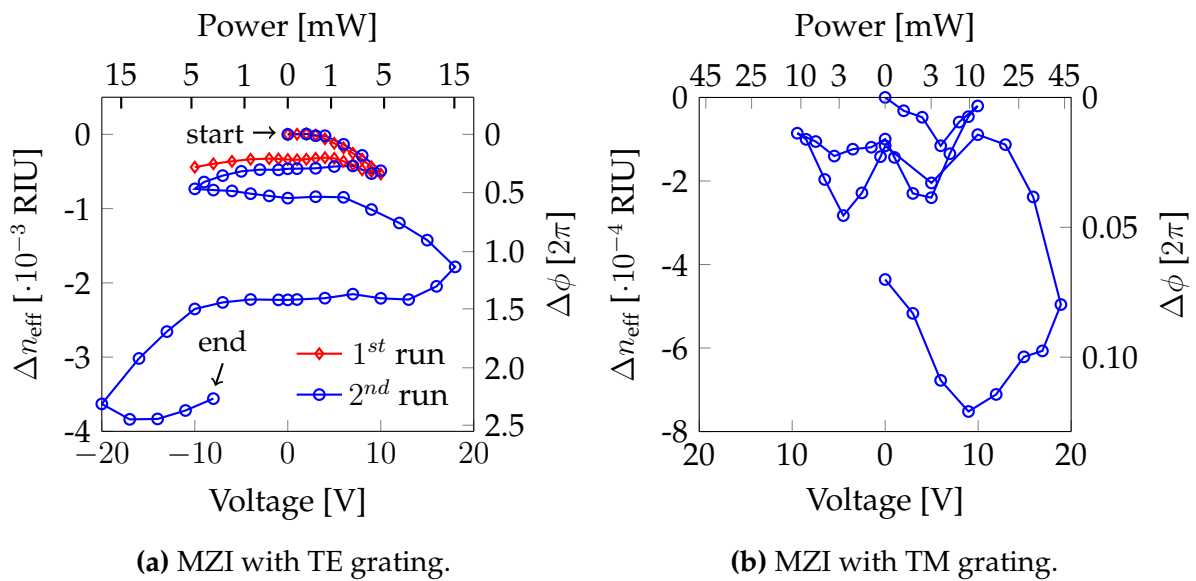 Power [mW]
15 5 1 0 1 5 15
0
-1
-2
-3
-4
Δn_eff [·10⁻³ RIU]
start →
end
1ˢᵗ run
2ⁿᵈ run
0
0.5
1.0
1.5
2.0
2.5
Δϕ [2π]
−20 −10 0 10 20
Voltage [V]
(a) MZI with TE grating.
Power [mW]
45 25 10 3 0 3 10 25 45
0
-2
-4
-6
-8
Δn_eff [·10⁻⁴ RIU]
0
0.05
0.10
Δϕ [2π]
20 10 0 10 20
Voltage [V]
(b) MZI with TM grating.